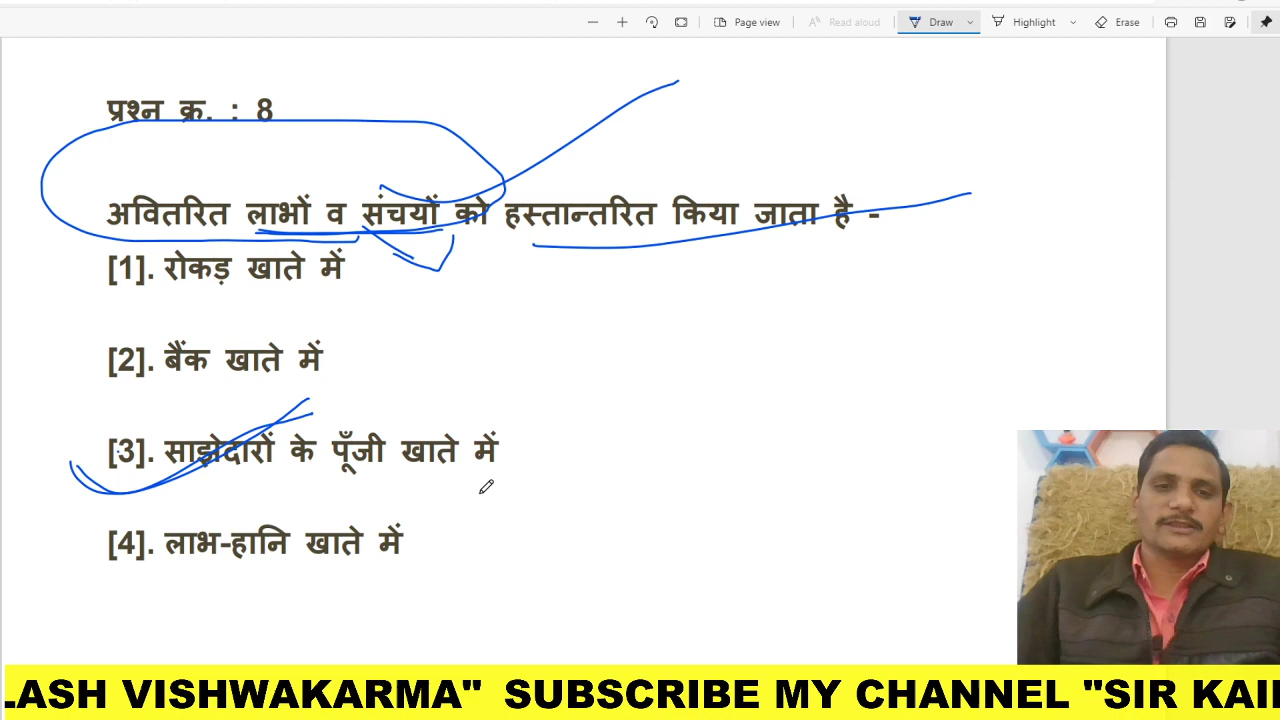 Page view
Read aloud
Draw
Highlight
Erase
प्रश्न क्र. : 8
अवितरित लाभों व संचयों को हस्तान्तरित किया जाता है -
[1]. रोकड़ खाते में
[2]. बैंक खाते में
[3]. साझेदारों के पूँजी खाते में
[4]. लाभ-हानि खाते में
LASH VISHWAKARMA" SUBSCRIBE MY CHANNEL "SIR KAI